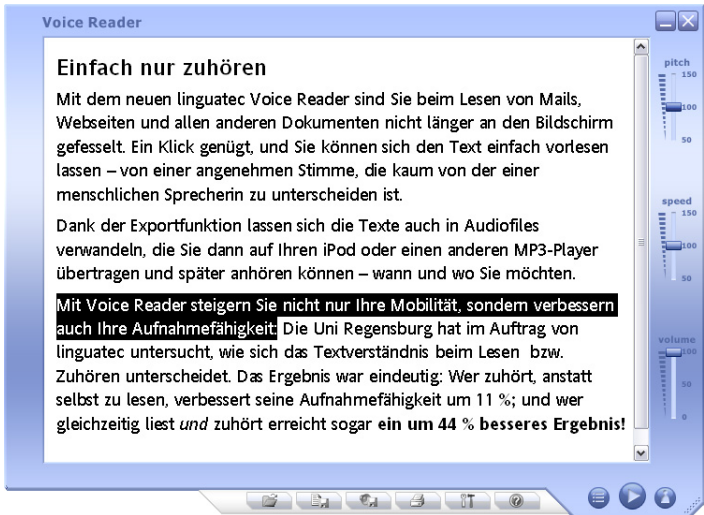 Voice Reader
Einfach nur zuhören
Mit dem neuen linguatec Voice Reader sind Sie beim Lesen von Mails,
Webseiten und allen anderen Dokumenten nicht länger an den Bildschirm
gefesselt. Ein Klick genügt, und Sie können sich den Text einfach vorlesen
lassen – von einer angenehmen Stimme, die kaum von der einer
menschlichen Sprecherin zu unterscheiden ist.
Dank der Exportfunktion lassen sich die Texte auch in Audiofiles
verwandeln, die Sie dann auf Ihren iPod oder einen anderen MP3-Player
übertragen und später anhören können – wann und wo Sie möchten.
Mit Voice Reader steigern Sie nicht nur Ihre Mobilität, sondern verbessern
auch Ihre Aufnahmefähigkeit: Die Uni Regensburg hat im Auftrag von
linguatec untersucht, wie sich das Textverständnis beim Lesen bzw.
Zuhören unterscheidet. Das Ergebnis war eindeutig: Wer zuhört, anstatt
selbst zu lesen, verbessert seine Aufnahmefähigkeit um 11 %; und wer
gleichzeitig liest und zuhört erreicht sogar ein um 44 % besseres Ergebnis!
pitch
150
100
50
speed
150
100
50
volume
100
50
0